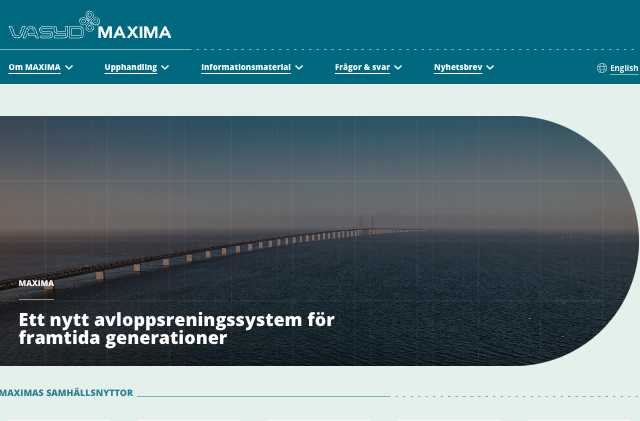 VASYD MAXIMA
Om MAXIMA Upphandling Informationsmaterial Frågor & svar Nyhetsbrev English
MAXIMA
Ett nytt avloppsreningssystem för
framtida generationer
MAXIMAS SAMHÄLLSNYTTOR